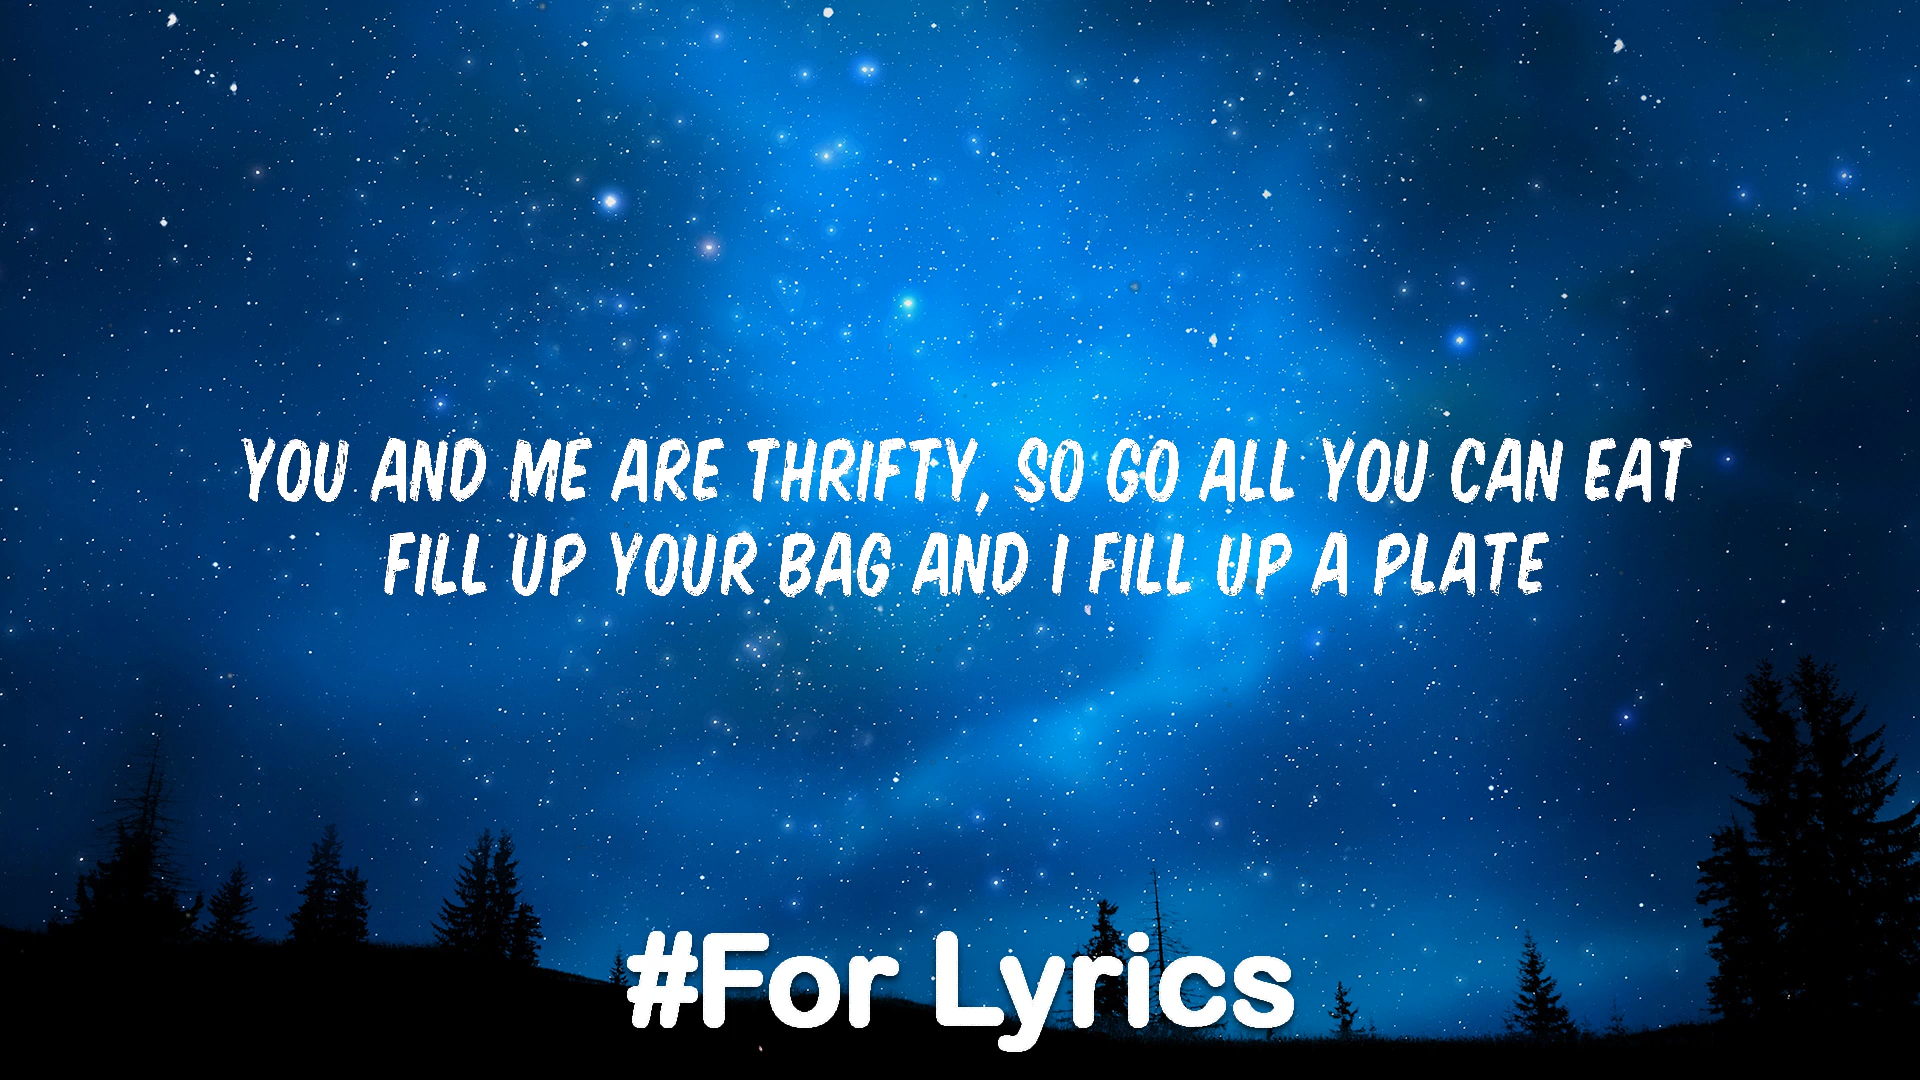 YOU AND ME ARE THRIFTY, SO GO ALL YOU CAN EAT
FILL UP YOUR BAG AND I FILL UP A PLATE
#For Lyrics